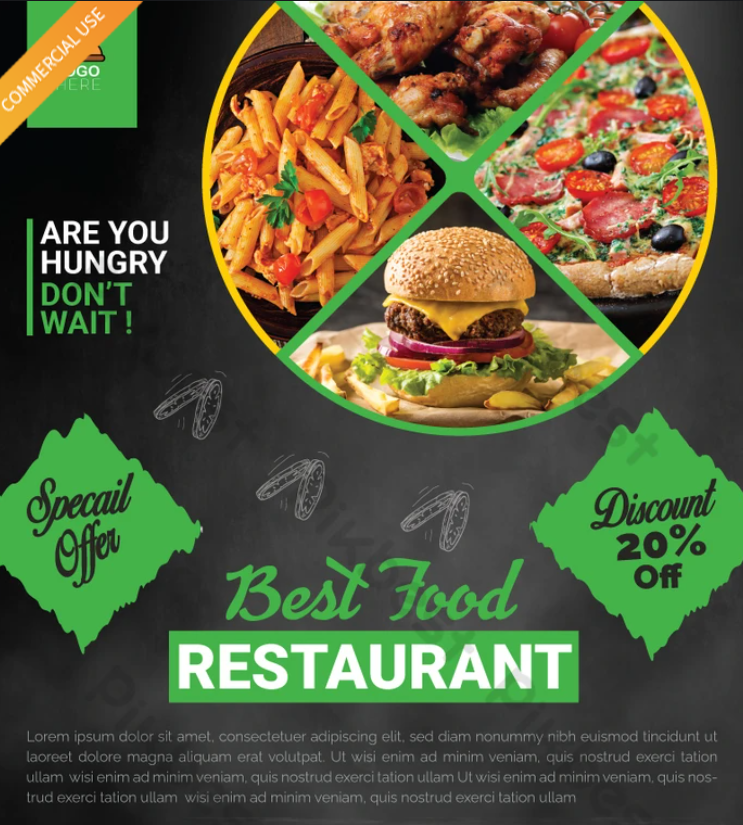 COMMERCIAL USE
LOGO
HERE
ARE YOU
HUNGRY
DON'T
WAIT !
Specail
Offer
Discount
20%
Off
Best Food
RESTAURANT
Lorem ipsum dolor sit amet, consectetuer adipiscing elit, sed diam nonummy nibh euismod tincidunt ut
laoreet dolore magna aliquam erat volutpat. Ut wisi enim ad minim veniam, quis nostrud exerci tation
ullam wisi enim ad minim veniam, quis nostrud exerci tation ullam Ut wisi enim ad minim veniam, quis nos-
trud exerci tation ullam wisi enim ad minim veniam, quis nostrud exerci tation ullam